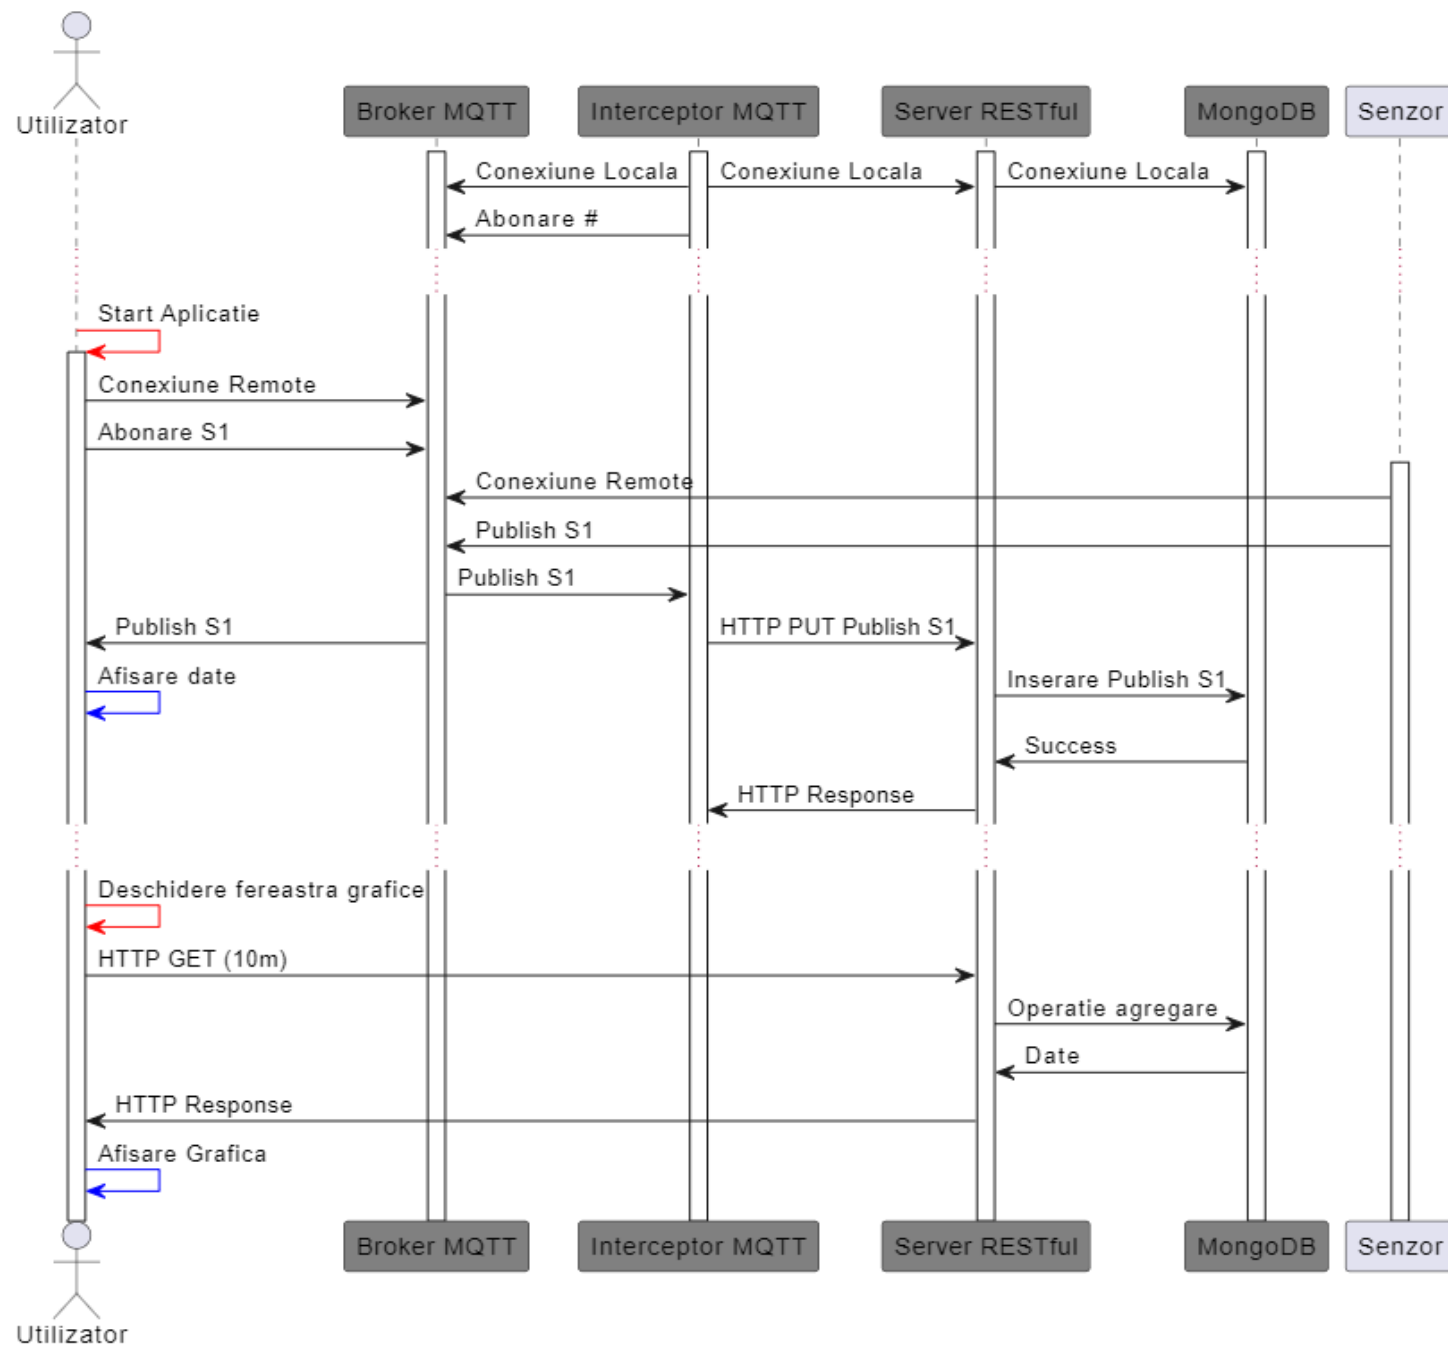 Utilizator
Broker MQTT
Interceptor MQTT
Server RESTful
MongoDB
Senzor
Conexiune Locala
Conexiune Locala
Conexiune Locala
Abonare #
Start Aplicatie
Conexiune Remote
Abonare S1
Conexiune Remote
Publish S1
Publish S1
Publish S1
HTTP PUT Publish S1
Afisare date
Inserare Publish S1
Success
HTTP Response
Deschidere fereastra grafice
HTTP GET (10m)
Operatie agregare
Date
HTTP Response
Afisare Grafica
Broker MQTT
Interceptor MQTT
Server RESTful
MongoDB
Senzor
Utilizator